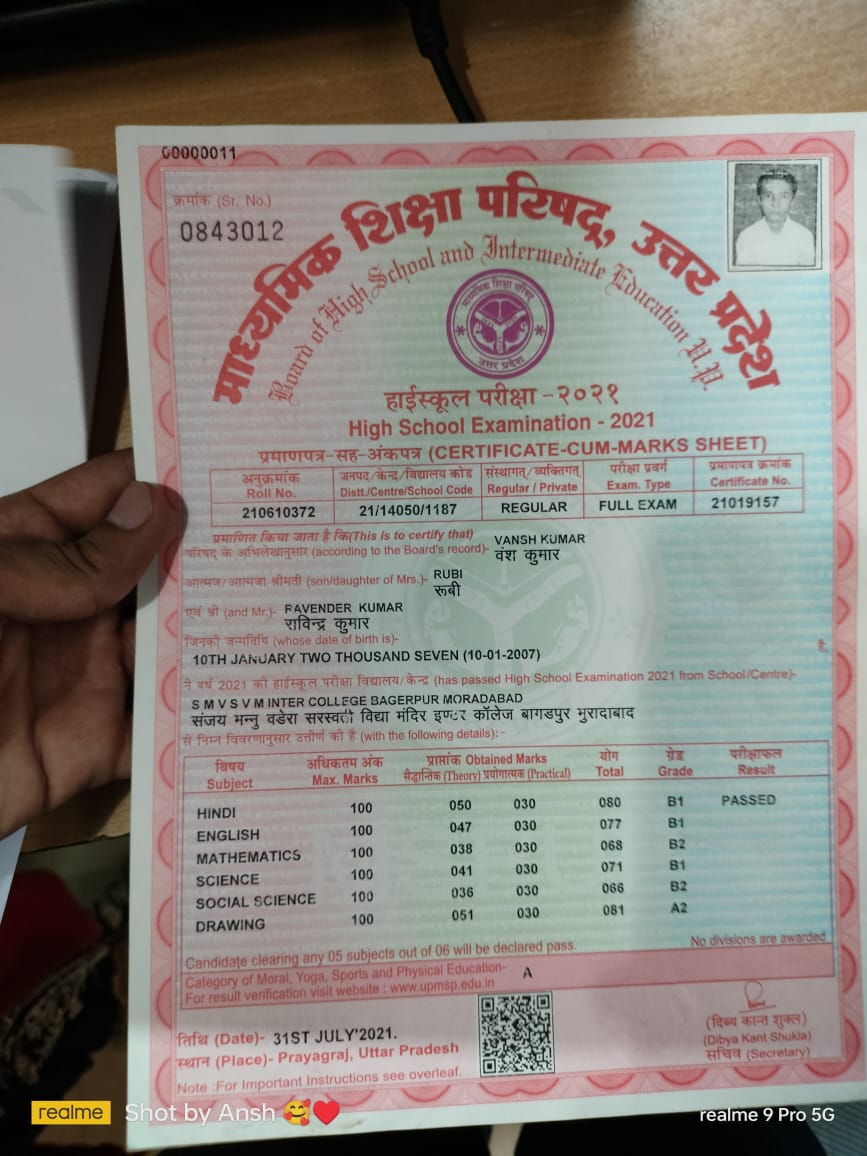 00000011
क्रमांक (Sr. No.)
0843012
माध्यमिक शिक्षा परिषद्, उत्तर प्रदेश
Board of High School and Intermediate Education U.P.
माध्यमिक शिक्षा परिषद्
उत्तर प्रदेश
हाईस्कूल परीक्षा - २०२१
High School Examination - 2021
प्रमाणपत्र-सह-अंकपत्र (CERTIFICATE-CUM-MARKS SHEET)
अनुक्रमांक जनपद/केन्द्र/विद्यालय कोड संस्थागत/व्यक्तिगत परीक्षा प्रवर्ग प्रमाणपत्र क्रमांक
Roll No. Distt./Centre/School Code Regular / Private Exam. Type Certificate No.
210610372 21/14050/1187 REGULAR FULL EXAM 21019157
प्रमाणित किया जाता है कि(This is to certify that) VANSH KUMAR
परिषद के अभिलेखानुसार (according to the Board's record)- वंश कुमार
आत्मज/आत्मजा श्रीमती (son/daughter of Mrs.)- RUBI
रूबी
एवं श्री (and Mr.)- RAVENDER KUMAR
राविन्द्र कुमार
जिनकी जन्मतिथि (whose date of birth is)-
10TH JANUARY TWO THOUSAND SEVEN (10-01-2007) है,
ने वर्ष 2021 की हाईस्कूल परीक्षा विद्यालय/केन्द्र (has passed High School Examination 2021 from School/Centre)-
S M V S V M INTER COLLEGE BAGERPUR MORADABAD
संजय मन्नु वडेरा सरस्वती विद्या मंदिर इण्टर कॉलेज बागडपुर मुरादाबाद
से निम्न विवरणानुसार उत्तीर्ण की है (with the following details):-
विषय अधिकतम अंक प्राप्तांक Obtained Marks योग ग्रेड परीक्षाफल
Subject Max. Marks सैद्धान्तिक (Theory) प्रयोगात्मक (Practical) Total Grade Result
HINDI 100 050 030 080 B1 PASSED
ENGLISH 100 047 030 077 B1
MATHEMATICS 100 038 030 068 B2
SCIENCE 100 041 030 071 B1
SOCIAL SCIENCE 100 036 030 066 B2
DRAWING 100 051 030 081 A2
Candidate clearing any 05 subjects out of 06 will be declared pass. No divisions are awarded
Category of Moral, Yoga, Sports and Physical Education- A
For result verification visit website : www.upmsp.edu.in
तिथि (Date)- 31ST JULY'2021.
स्थान (Place)- Prayagraj, Uttar Pradesh
Note :For Important Instructions see overleaf.
(दिब्य कान्त शुक्ल)
(Dibya Kant Shukla)
सचिव (Secretary)
realme Shot by Ansh 🥰❤️ realme 9 Pro 5G